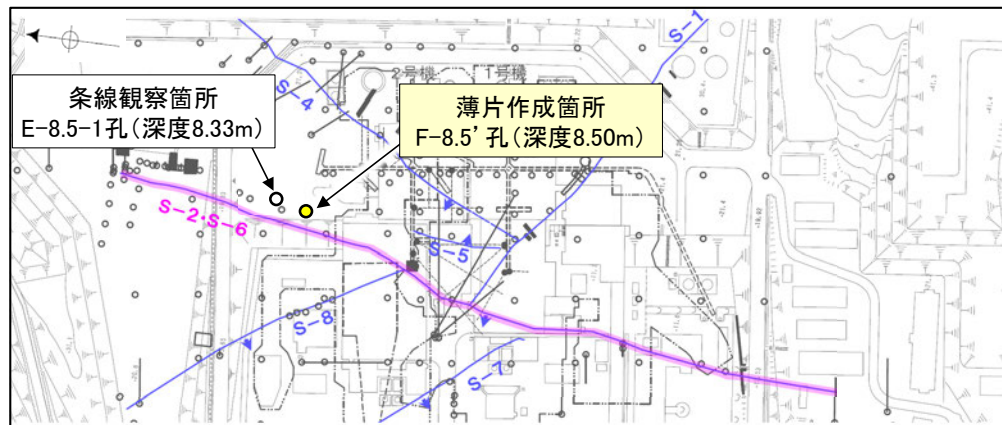 S-1
2号機
1号機
S-4
条線観察箇所
E-8.5-1孔(深度8.33m)
薄片作成箇所
F-8.5’孔(深度8.50m)
S-2・S-6
S-5
S-8
S-7